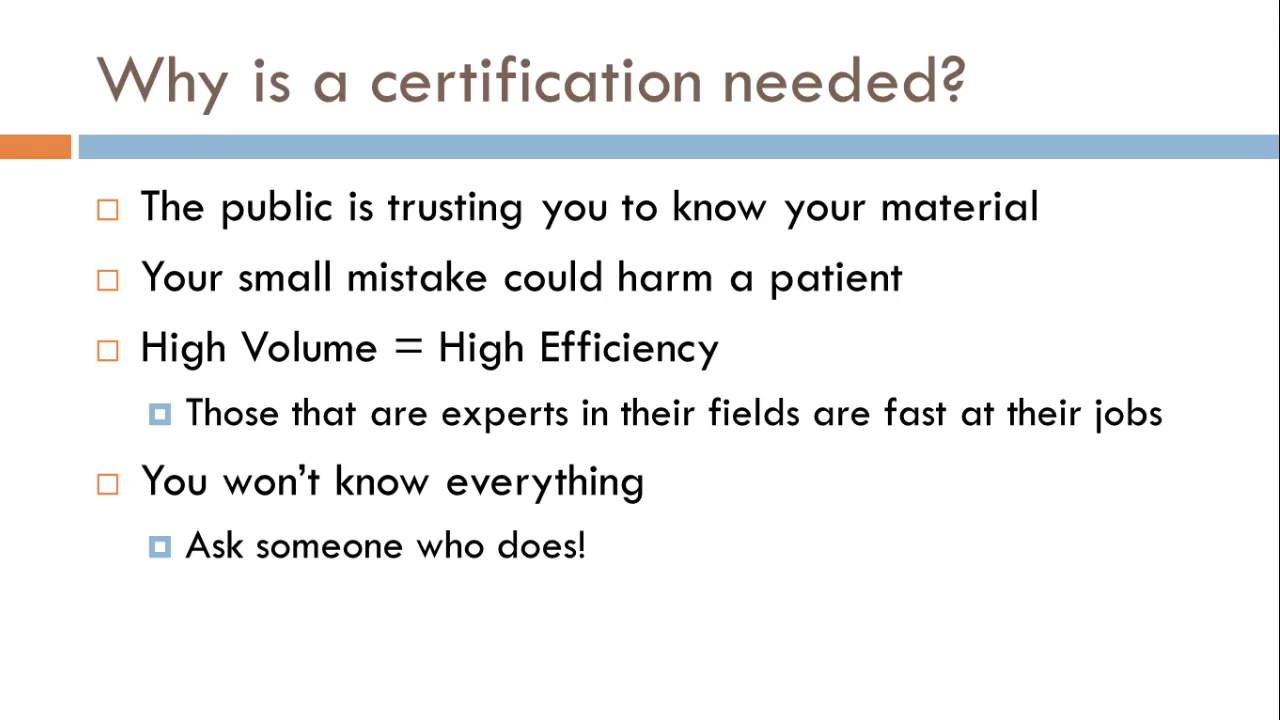 Why is a certification needed?
The public is trusting you to know your material
Your small mistake could harm a patient
High Volume = High Efficiency
Those that are experts in their fields are fast at their jobs
You won’t know everything
Ask someone who does!